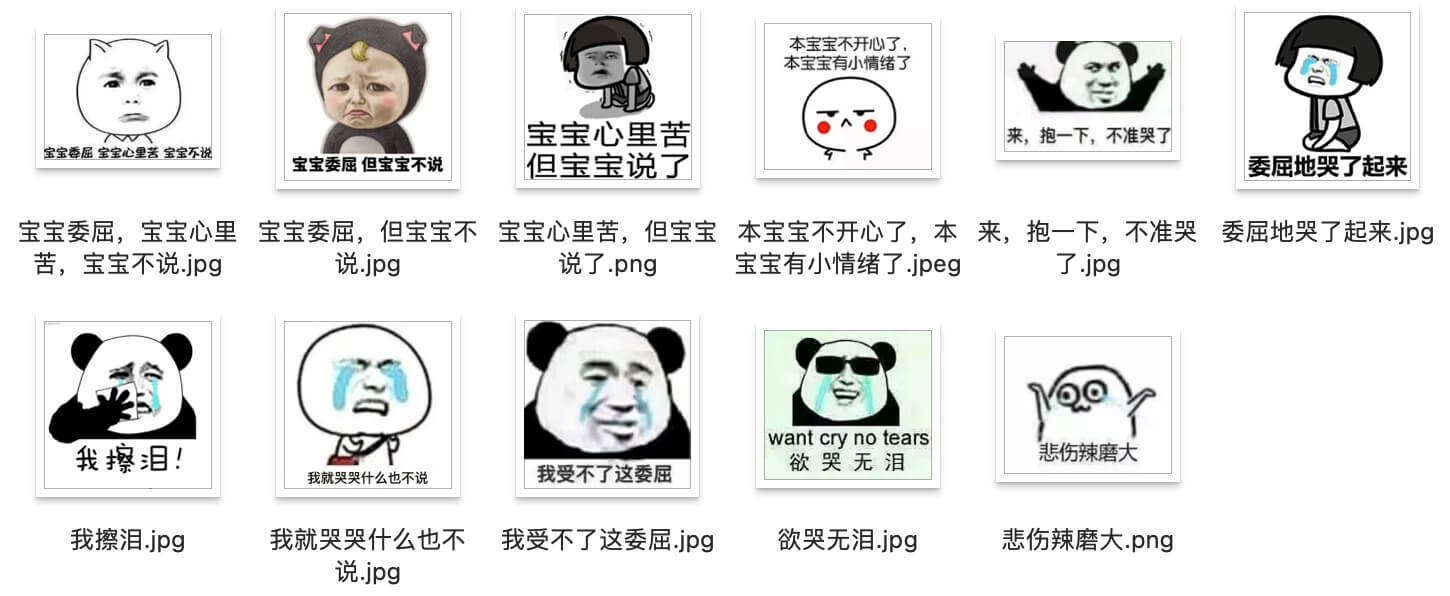 宝宝委屈 宝宝心里苦 宝宝不说
宝宝委屈 但宝宝不说
宝宝心里苦
但宝宝说了
本宝宝不开心了,
本宝宝有小情绪了
来，抱一下，不准哭了
委屈地哭了起来
宝宝委屈，宝宝心里
苦，宝宝不说.jpg
宝宝委屈，但宝宝不
说.jpg
宝宝心里苦，但宝宝
说了.png
本宝宝不开心了，本
宝宝有小情绪了.jpeg
来，抱一下，不准哭
了.jpg
委屈地哭了起来.jpg
我擦泪!
我就哭哭什么也不说
我受不了这委屈
want cry no tears
欲哭无泪
悲伤辣磨大
我擦泪.jpg
我就哭哭什么也不
说.jpg
我受不了这委屈.jpg
欲哭无泪.jpg
悲伤辣磨大.png